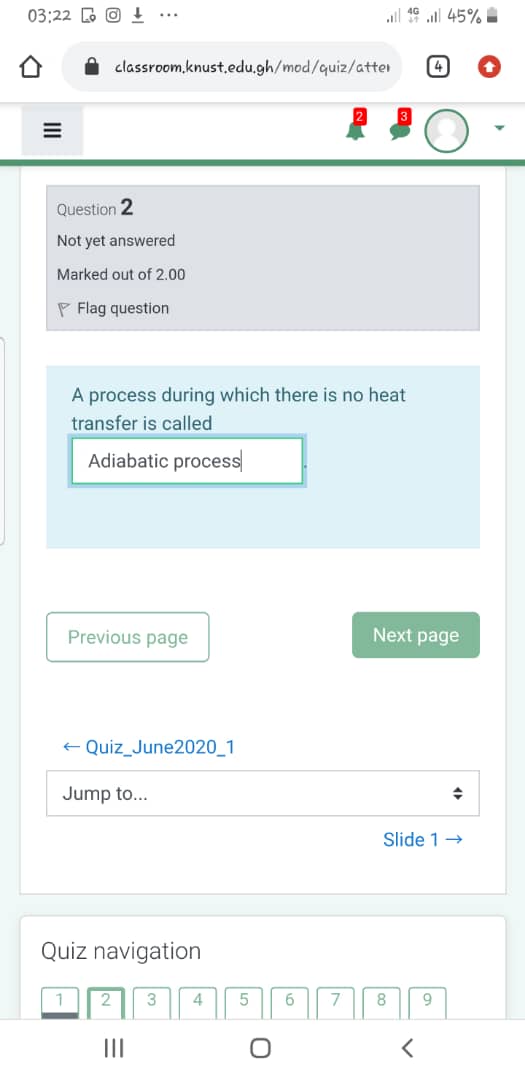 03:22 ... 4G 45%
classroom.knust.edu.gh/mod/quiz/atte 4
2 3
Question 2
Not yet answered
Marked out of 2.00
Flag question
A process during which there is no heat
transfer is called
Adiabatic process
.
Previous page
Next page
← Quiz_June2020_1
Jump to...
Slide 1 →
Quiz navigation
1 2 3 4 5 6 7 8 9